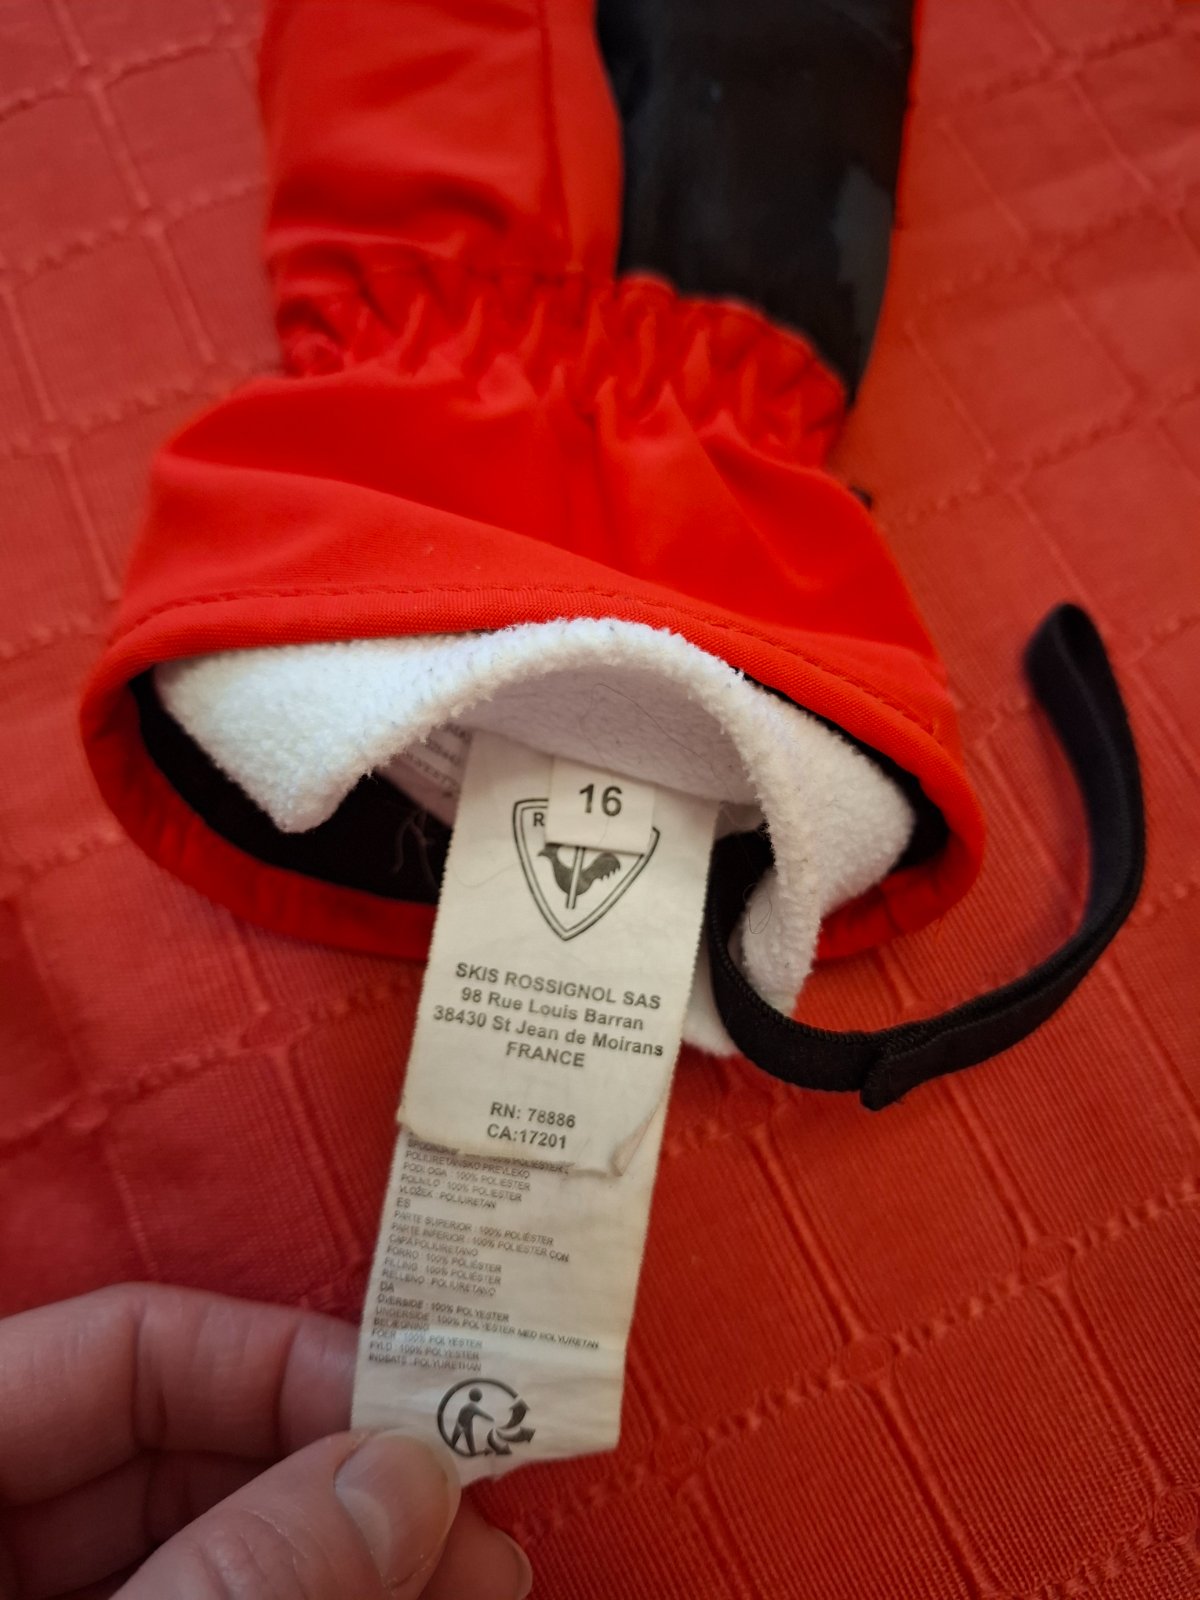 16
R
SKIS ROSSIGNOL SAS
98 Rue Louis Barran
38430 St Jean de Moirans
FRANCE
RN: 78886
CA:17201
POLIURETANSKO PREVLEKO
PODLOGA : 100% POLIESTER
POLNILO : 100% POLIESTER
VLOŽEK : POLIURETAN
ES
PARTE SUPERIOR : 100% POLIÉSTER
PARTE INFERIOR : 100% POLIESTER CON
CAPA POLIURETANO
FORRO : 100% POLIÉSTER
FILLING : 100% POLIÉSTER
RELLENO : POLIURETANO
DA
OVERSIDE : 100% POLYESTER
UNDERSIDE : 100% POLYESTER MED POLYURETAN
BELÆGNING
FOER : 100% POLYESTER
FYLD : 100% POLYESTER
INDSATS : POLYURETHAN